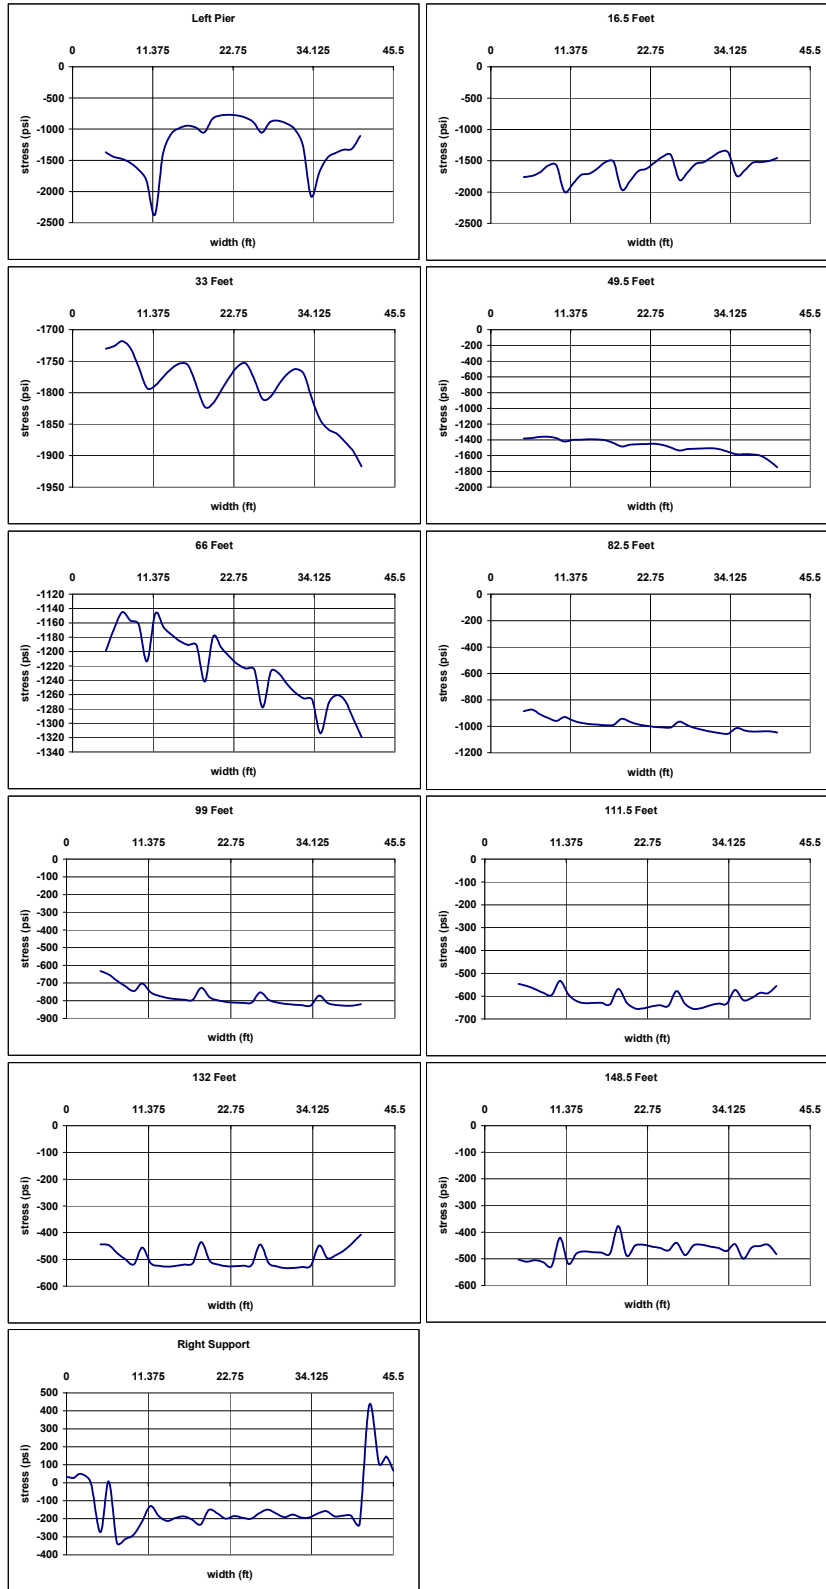 Left Pier
0 11.375 22.75 34.125 45.5
0
-500
-1000
-1500
-2000
-2500
stress (psi)
width (ft)
16.5 Feet
0 11.375 22.75 34.125 45.5
0
-500
-1000
-1500
-2000
-2500
stress (psi)
width (ft)
33 Feet
0 11.375 22.75 34.125 45.5
-1700
-1750
-1800
-1850
-1900
-1950
stress (psi)
width (ft)
49.5 Feet
0 11.375 22.75 34.125 45.5
0
-200
-400
-600
-800
-1000
-1200
-1400
-1600
-1800
-2000
stress (psi)
width (ft)
66 Feet
0 11.375 22.75 34.125 45.5
-1120
-1140
-1160
-1180
-1200
-1220
-1240
-1260
-1280
-1300
-1320
-1340
stress (psi)
width (ft)
82.5 Feet
0 11.375 22.75 34.125 45.5
0
-200
-400
-600
-800
-1000
-1200
stress (psi)
width (ft)
99 Feet
0 11.375 22.75 34.125 45.5
0
-100
-200
-300
-400
-500
-600
-700
-800
-900
stress (psi)
width (ft)
111.5 Feet
0 11.375 22.75 34.125 45.5
0
-100
-200
-300
-400
-500
-600
-700
stress (psi)
width (ft)
132 Feet
0 11.375 22.75 34.125 45.5
0
-100
-200
-300
-400
-500
-600
stress (psi)
width (ft)
148.5 Feet
0 11.375 22.75 34.125 45.5
0
-100
-200
-300
-400
-500
-600
stress (psi)
width (ft)
Right Support
0 11.375 22.75 34.125 45.5
500
400
300
200
100
0
-100
-200
-300
-400
stress (psi)
width (ft)